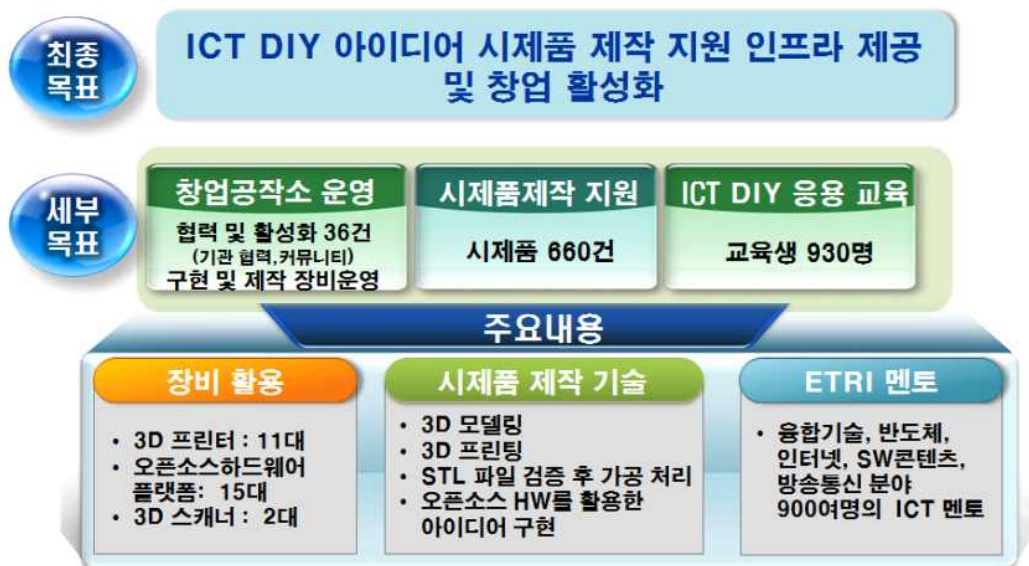 최종
목표
ICT DIY 아이디어 시제품 제작 지원 인프라 제공
및 창업 활성화
세부
목표
창업공작소 운영
협력 및 활성화 36건
(기관 협력,커뮤니티)
구현 및 제작 장비운영
시제품제작 지원
시제품 660건
ICT DIY 응용 교육
교육생 930명
주요내용
장비 활용
• 3D 프린터 : 11대
• 오픈소스하드웨어
플랫폼: 15대
• 3D 스캐너 : 2대
시제품 제작 기술
• 3D 모델링
• 3D 프린팅
• STL 파일 검증 후 가공 처리
• 오픈소스 HW를 활용한
아이디어 구현
ETRI 멘토
• 융합기술, 반도체,
인터넷, SW콘텐츠,
방송통신 분야
900여명의 ICT 멘토